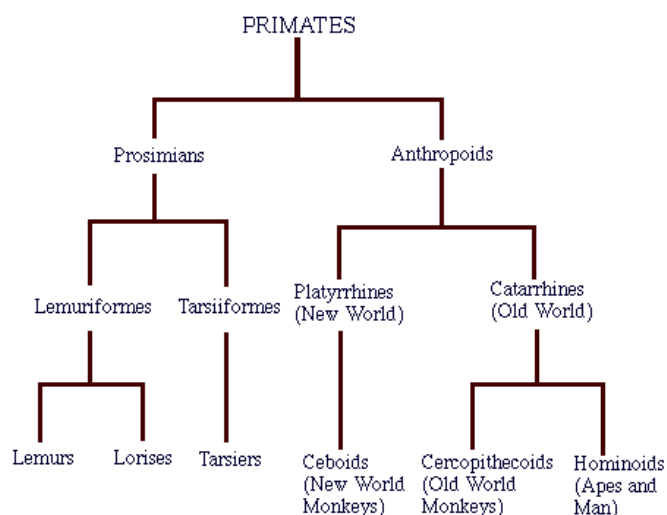 PRIMATES
Prosimians
Anthropoids
Lemuriformes
Tarsiiformes
Platyrrhines
(New World)
Catarrhines
(Old World)
Lemurs
Lorises
Tarsiers
Ceboids
(New World
Monkeys)
Cercopithecoids
(Old World
Monkeys)
Hominoids
(Apes and
Man)